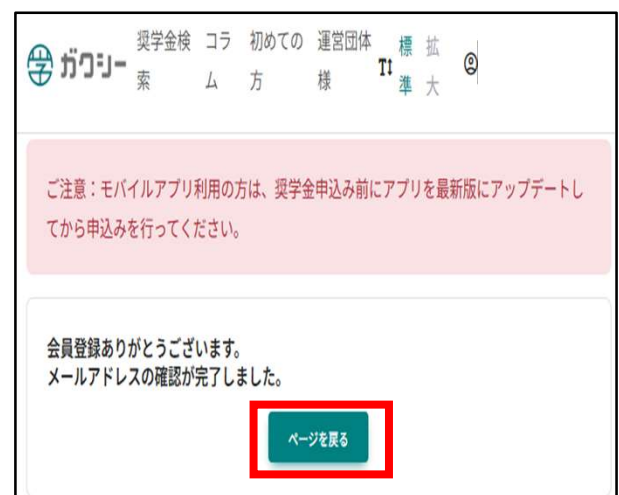 ガクシー
奨学金検
索
コラ
ム
初めての
方
運営団体
様
標
準
拡
大
ご注意：モバイルアプリ利用の方は、奨学金申込み前にアプリを最新版にアップデートし
てから申込みを行ってください。
会員登録ありがとうございます。
メールアドレスの確認が完了しました。
ページを戻る